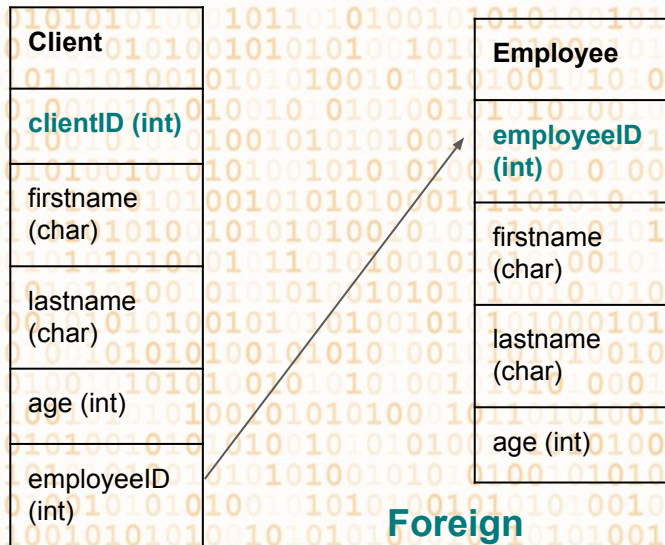 Client
clientID (int)
firstname
(char)
lastname
(char)
age (int)
employeeID
(int)
Employee
employeeID
(int)
firstname
(char)
lastname
(char)
age (int)
Foreign